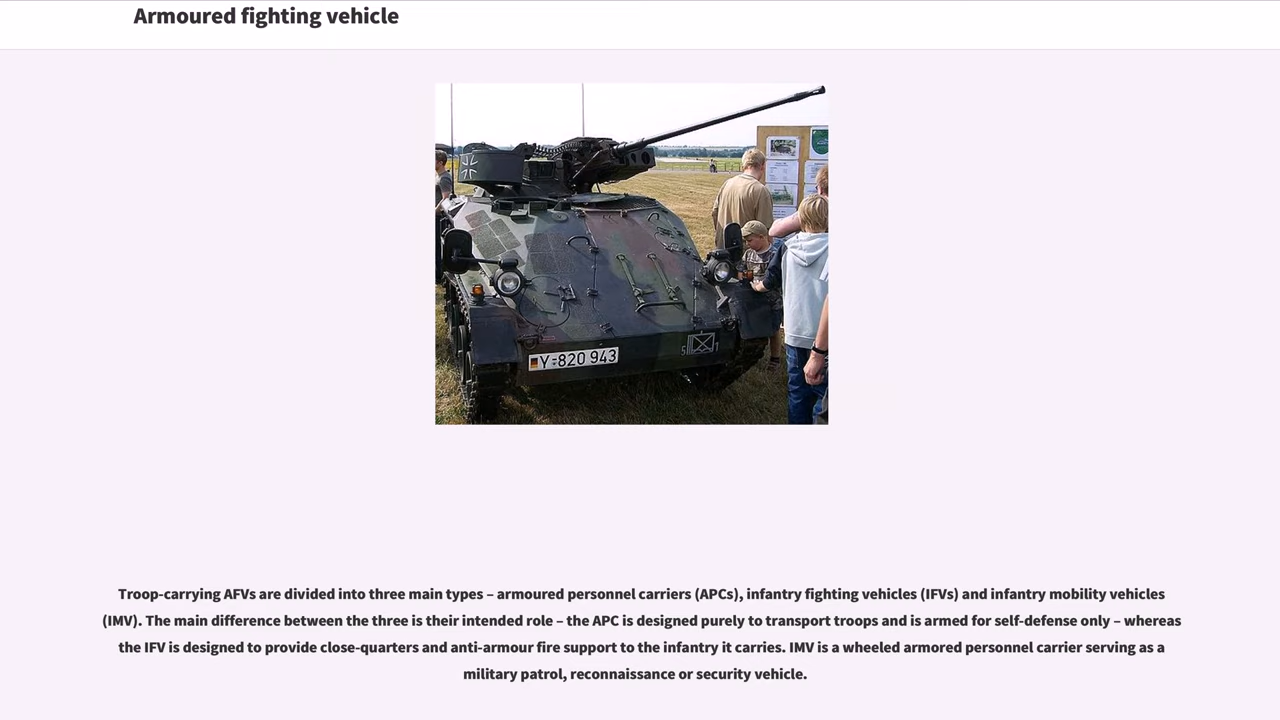 Armoured fighting vehicle
Y-820 943
5
1
Troop-carrying AFVs are divided into three main types – armoured personnel carriers (APCs), infantry fighting vehicles (IFVs) and infantry mobility vehicles
(IMV). The main difference between the three is their intended role – the APC is designed purely to transport troops and is armed for self-defense only – whereas
the IFV is designed to provide close-quarters and anti-armour fire support to the infantry it carries. IMV is a wheeled armored personnel carrier serving as a
military patrol, reconnaissance or security vehicle.